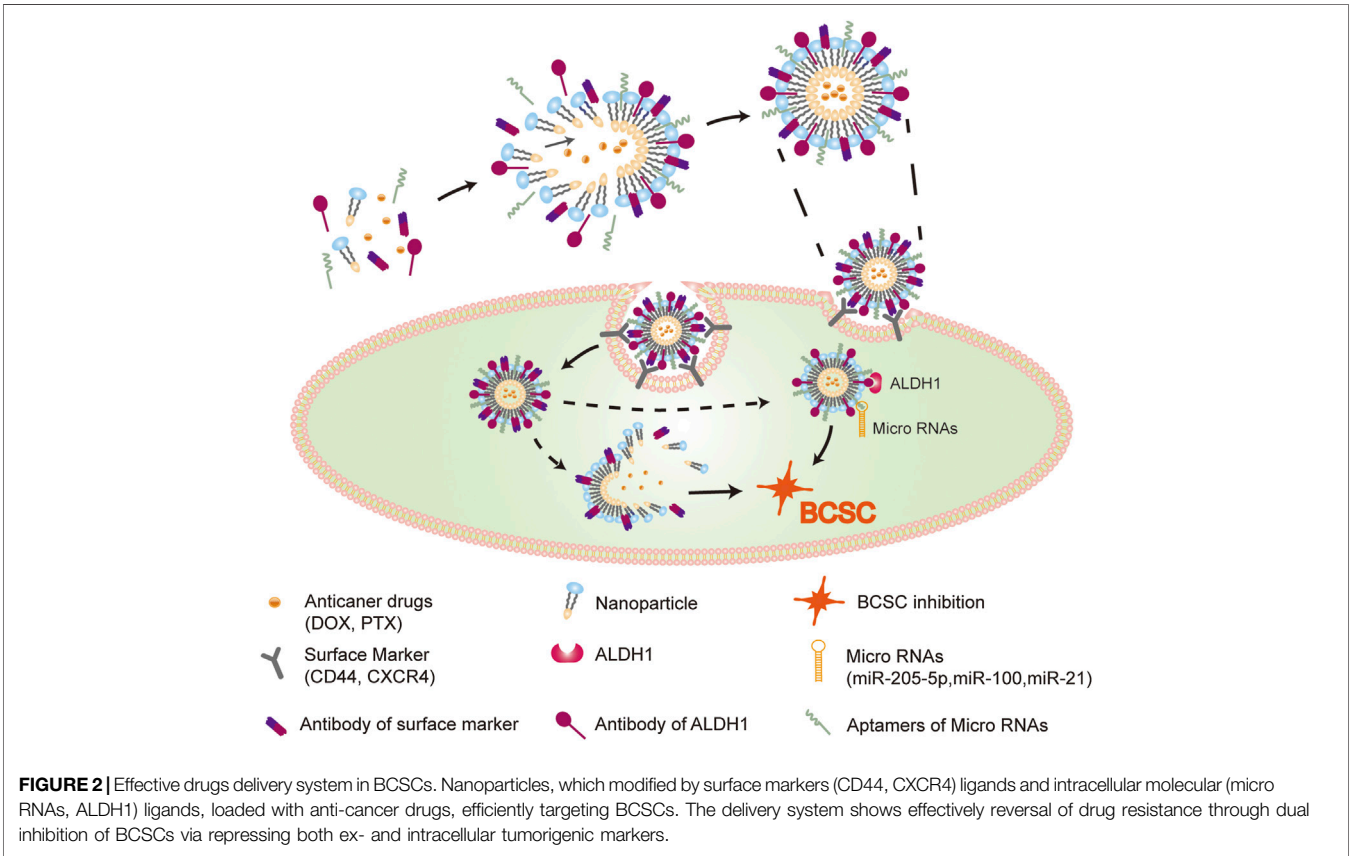 ALDH1
Micro RNAs
BCSC
Anticaner drugs
(DOX, PTX)
Nanoparticle
BCSC inhibition
Surface Marker
(CD44, CXCR4)
ALDH1
Micro RNAs
(miR-205-5p,miR-100,miR-21)
Antibody of surface marker
Antibody of ALDH1
Aptamers of Micro RNAs
FIGURE 2 | Effective drugs delivery system in BCSCs. Nanoparticles, which modified by surface markers (CD44, CXCR4) ligands and intracellular molecular (micro
RNAs, ALDH1) ligands, loaded with anti-cancer drugs, efficiently targeting BCSCs. The delivery system shows effectively reversal of drug resistance through dual
inhibition of BCSCs via repressing both ex- and intracellular tumorigenic markers.